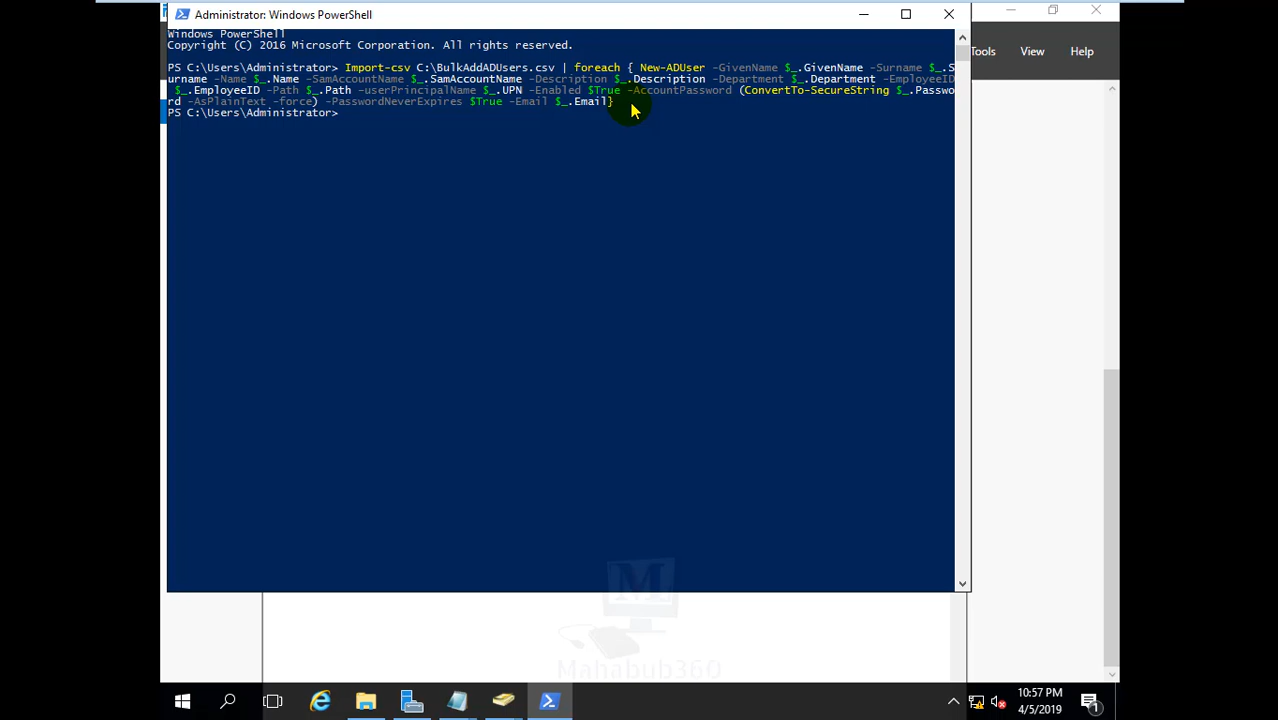 Administrator: Windows PowerShell
Windows PowerShell
Copyright (C) 2016 Microsoft Corporation. All rights reserved.
Tools View Help
PS C:\Users\Administrator> Import-csv C:\BulkAddADUsers.csv | foreach { New-ADUser -GivenName $_.GivenName -Surname $_.S
urname -Name $_.Name -SamAccountName $_.SamAccountName -Description $_.Description -Department $_.Department -EmployeeID
$_.EmployeeID -Path $_.Path -userPrincipalName $_.UPN -Enabled $True -AccountPassword (ConvertTo-SecureString $_.Passwo
rd -AsPlainText -force) -PasswordNeverExpires $True -Email $_.Email}
PS C:\Users\Administrator>
M
Mahabub360
10:57 PM
4/5/2019
1